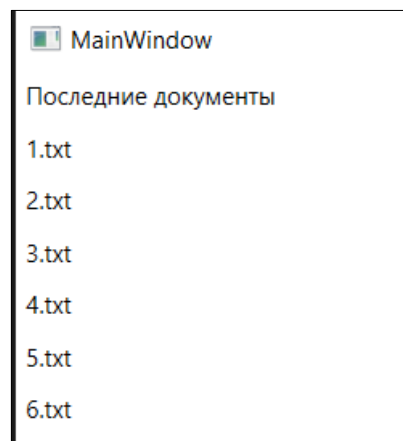 MainWindow
Последние документы
1.txt
2.txt
3.txt
4.txt
5.txt
6.txt